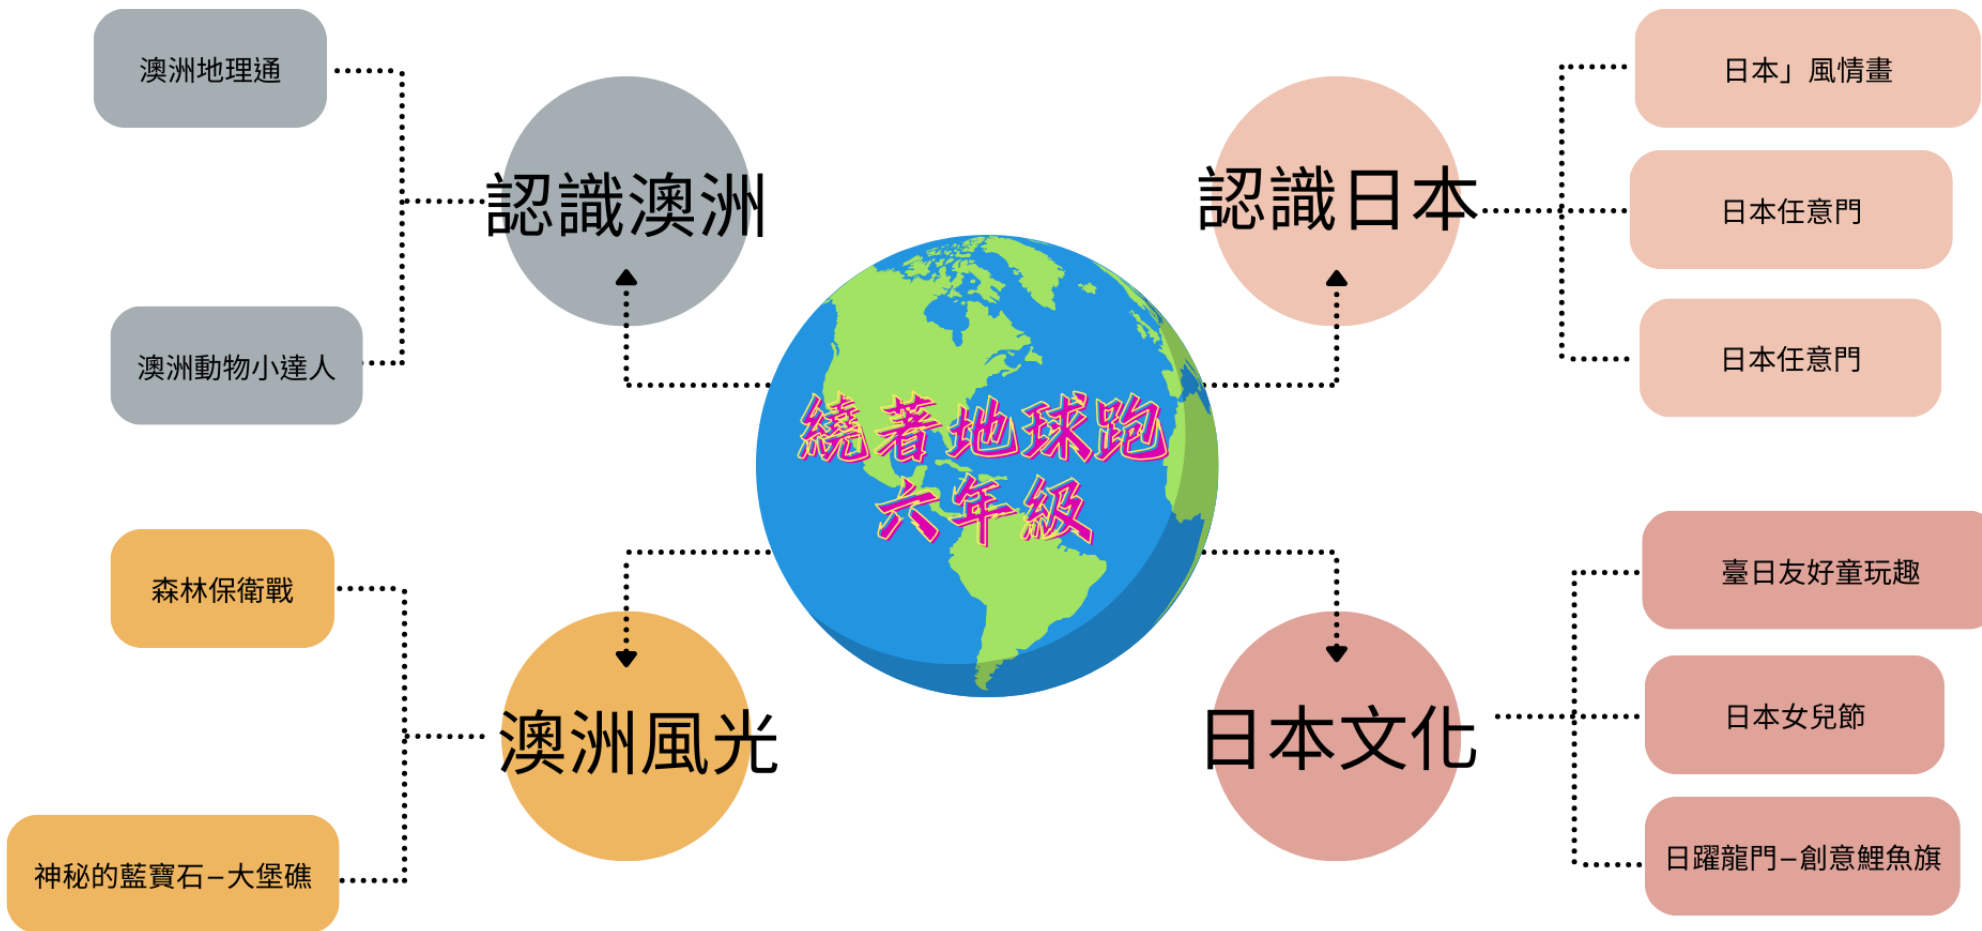 澳洲地理通
認識澳洲
澳洲動物小達人
日本」風情畫
認識日本
日本任意門
日本任意門
繞著地球跑
六年級
森林保衛戰
澳洲風光
神秘的藍寶石–大堡礁
臺日友好童玩趣
日本文化
日本女兒節
日躍龍門–創意鯉魚旗